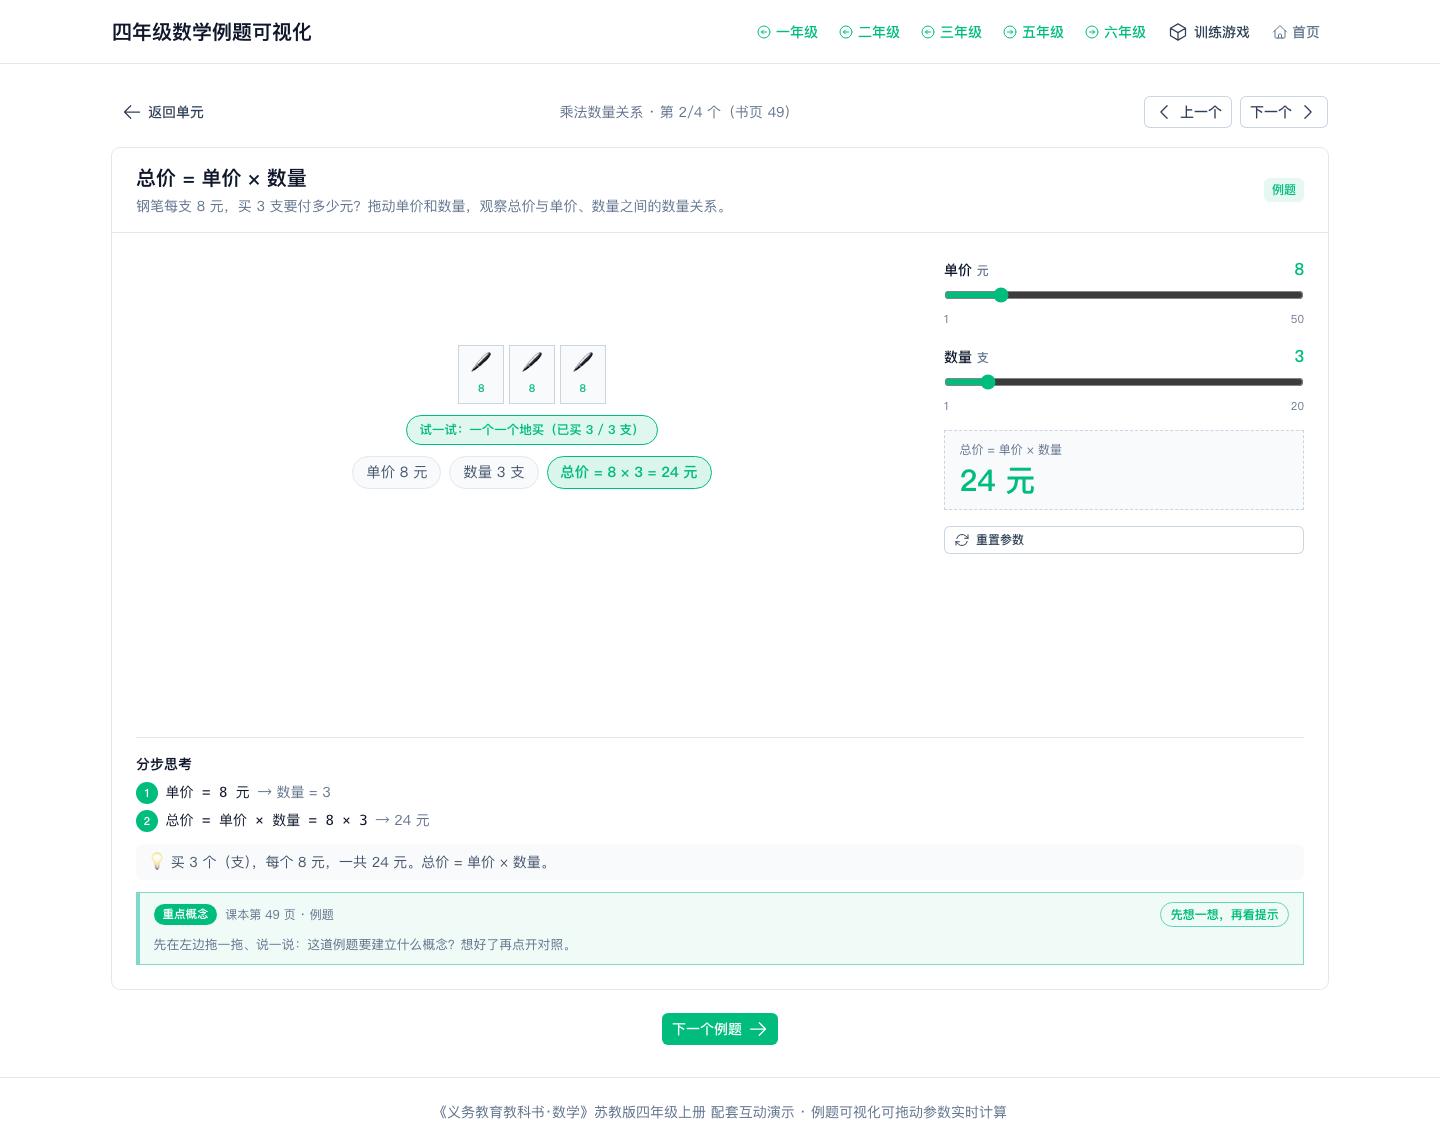 四年级数学例题可视化
一年级 二年级 三年级 五年级 六年级 训练游戏 首页
返回单元
乘法数量关系 · 第 2/4 个（书页 49）
上一个 下一个
总价 = 单价 × 数量
例题
钢笔每支 8 元，买 3 支要付多少元？拖动单价和数量，观察总价与单价、数量之间的数量关系。
8 8 8
试一试：一个一个地买（已买 3 / 3 支）
单价 8 元 数量 3 支 总价 = 8 × 3 = 24 元
单价 元 8
1 50
数量 支 3
1 20
总价 = 单价 × 数量
24 元
重置参数
分步思考
1 单价 = 8 元 → 数量 = 3
2 总价 = 单价 × 数量 = 8 × 3 → 24 元
买 3 个（支），每个 8 元，一共 24 元。总价 = 单价 × 数量。
重点概念 课本第 49 页 · 例题 先想一想，再看提示
先在左边拖一拖、说一说：这道例题要建立什么概念？想好了再点开对照。
下一个例题 →
《义务教育教科书·数学》苏教版四年级上册 配套互动演示 · 例题可视化可拖动参数实时计算